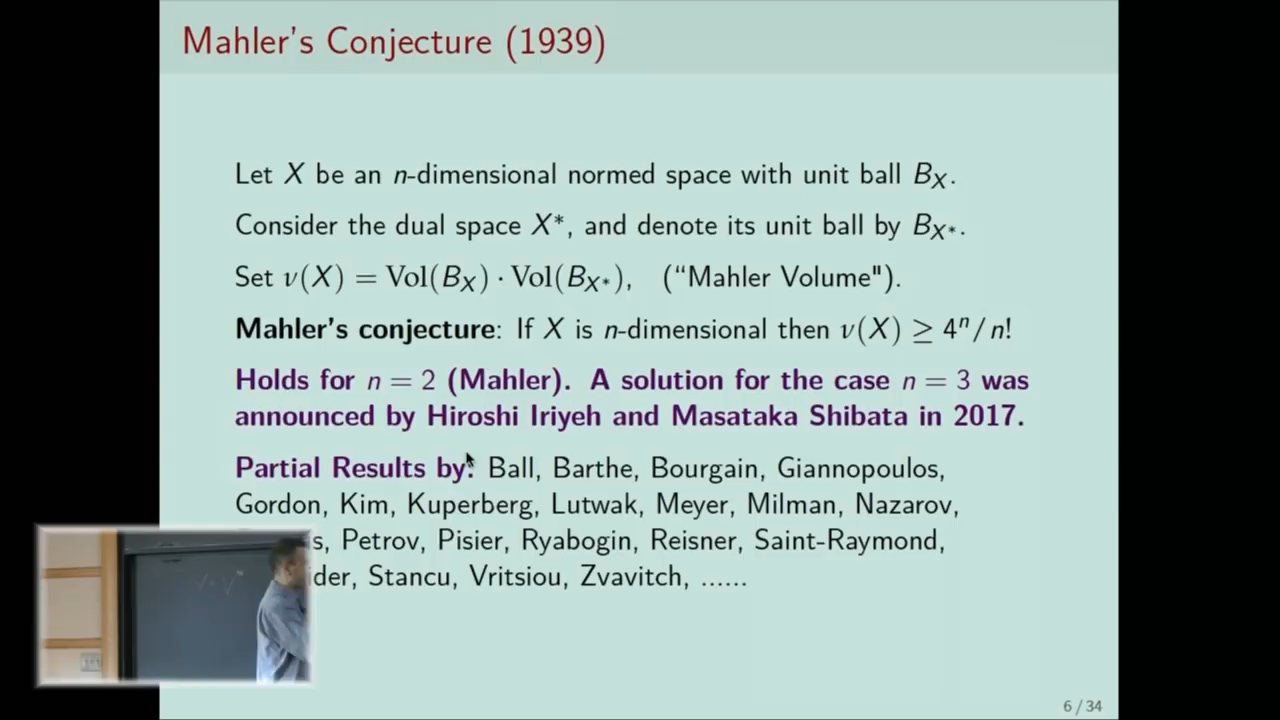 Mahler's Conjecture (1939)
Let X be an n-dimensional normed space with unit ball B_X.
Consider the dual space X*, and denote its unit ball by B_{X*}.
Set ν(X) = Vol(B_X) · Vol(B_{X*}), ("Mahler Volume").
Mahler's conjecture: If X is n-dimensional then ν(X) ≥ 4ⁿ/n!
Holds for n = 2 (Mahler). A solution for the case n = 3 was
announced by Hiroshi Iriyeh and Masataka Shibata in 2017.
Partial Results by: Ball, Barthe, Bourgain, Giannopoulos,
Gordon, Kim, Kuperberg, Lutwak, Meyer, Milman, Nazarov,
Petrov, Pisier, Ryabogin, Reisner, Saint-Raymond,
Stancu, Vritsiou, Zvavitch, ......
6 / 34